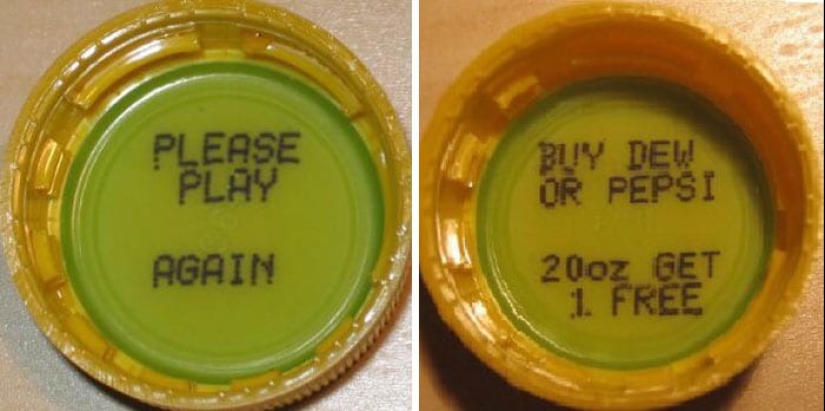 PLEASE
PLAY
AGAIN
BUY DEW
OR PEPSI
20oz GET
1 FREE